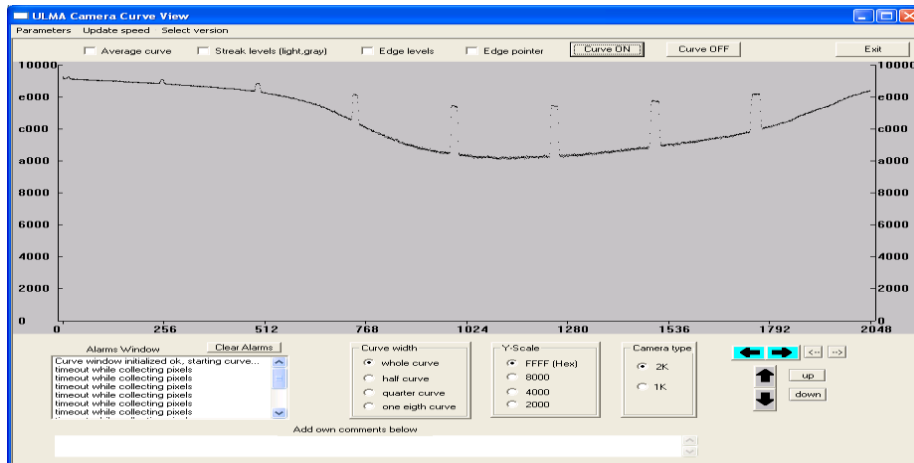 ULMA Camera Curve View
Parameters Update speed Select version
Average curve Streak levels (light,gray) Edge levels Edge pointer Curve ON Curve OFF Exit
10000 10000
e000 e000
c000 c000
a000 a000
8000 8000
6000 6000
4000 4000
2000 2000
0 0
0 256 512 768 1024 1280 1536 1792 2048
Alarms Window Clear Alarms
Curve window initialized ok, starting curve...
timeout while collecting pixels
timeout while collecting pixels
timeout while collecting pixels
timeout while collecting pixels
timeout while collecting pixels
timeout while collecting pixels
Curve width
whole curve
half curve
quarter curve
one eigth curve
Y-Scale
FFFF (Hex)
8000
4000
2000
Camera type
2K
1K
<-- -->
up
down
Add own comments below